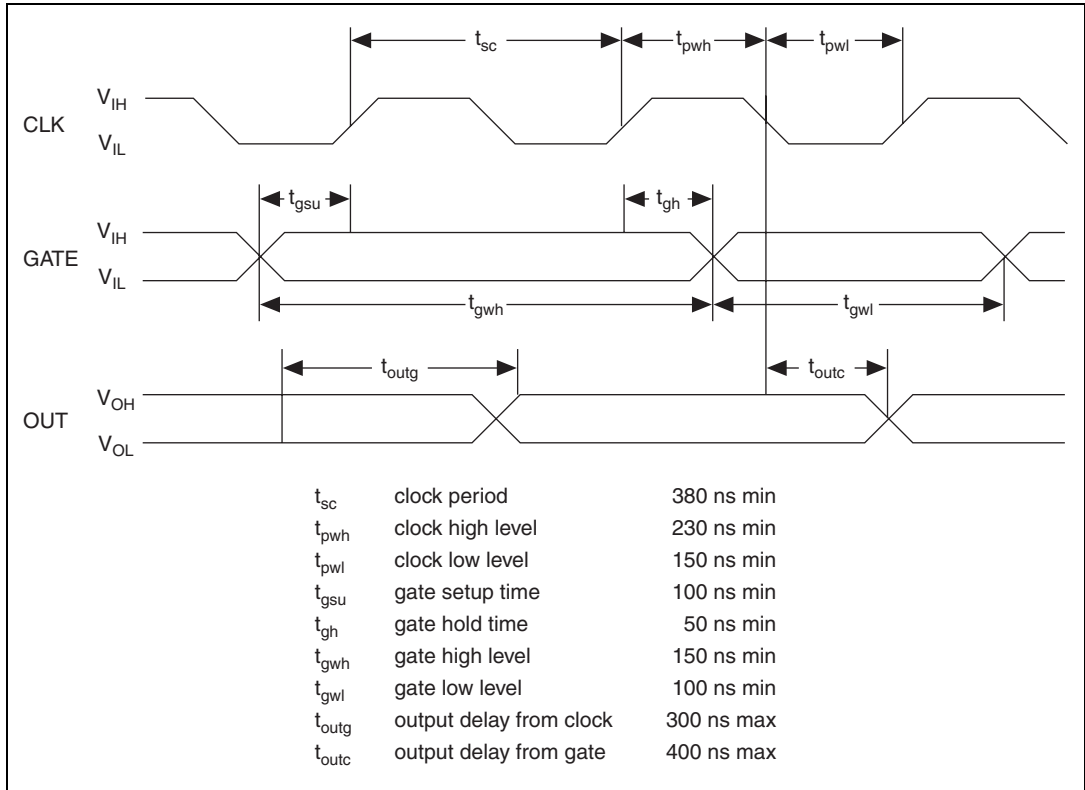 t_sc t_pwh t_pwl
V_IH
CLK
V_IL
t_gsu t_gh
V_IH
GATE
V_IL
t_gwh t_gwl
t_outg t_outc
V_OH
OUT
V_OL
t_sc clock period 380 ns min
t_pwh clock high level 230 ns min
t_pwl clock low level 150 ns min
t_gsu gate setup time 100 ns min
t_gh gate hold time 50 ns min
t_gwh gate high level 150 ns min
t_gwl gate low level 100 ns min
t_outg output delay from clock 300 ns max
t_outc output delay from gate 400 ns max